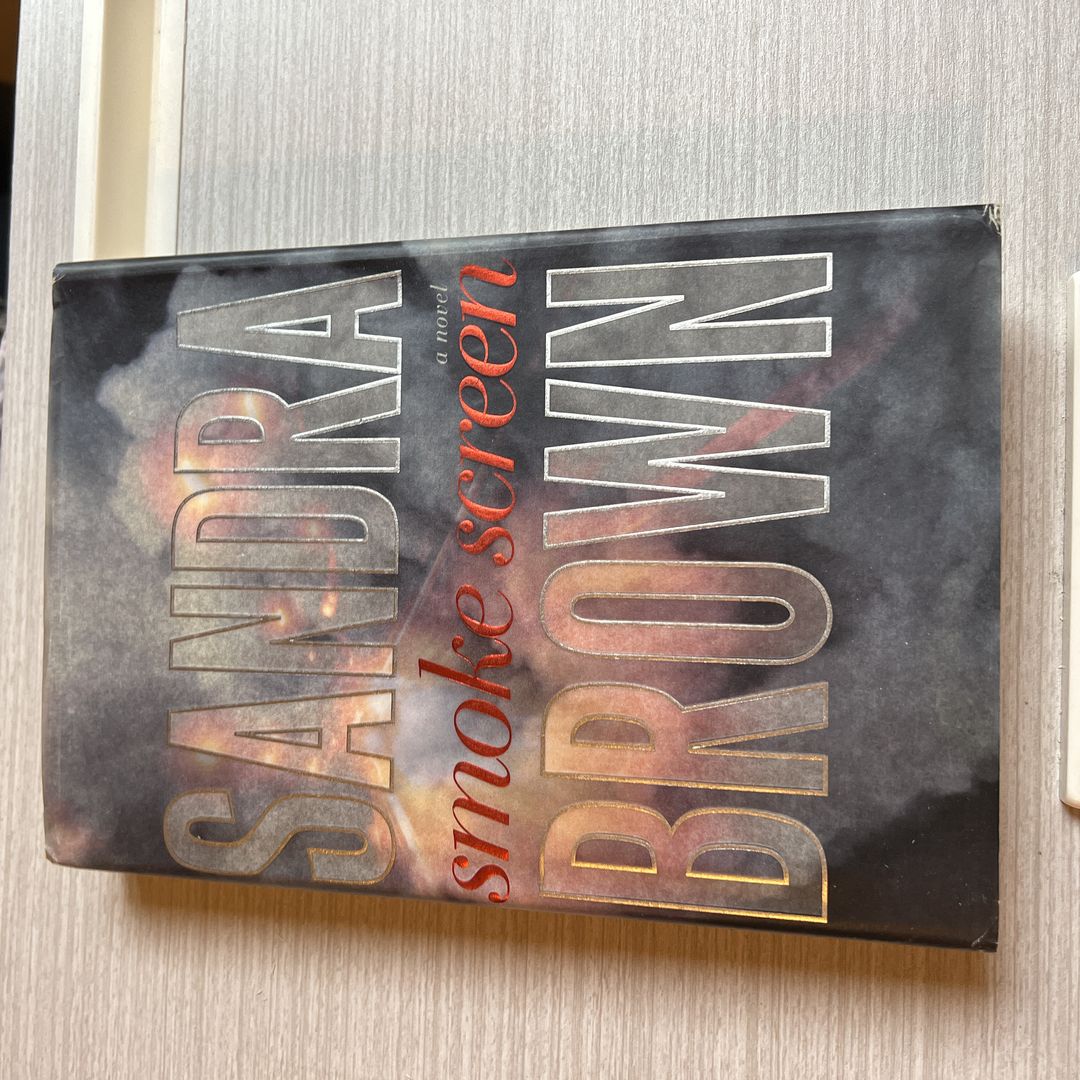 SANDRA
a novel
smoke screen
BROWN